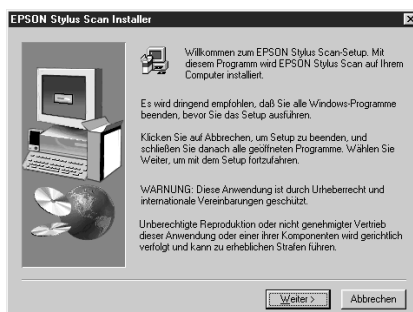 EPSON Stylus Scan Installer
Willkommen zum EPSON Stylus Scan-Setup. Mit
diesem Programm wird EPSON Stylus Scan auf Ihrem
Computer installiert.
Es wird dringend empfohlen, daß Sie alle Windows-Programme
beenden, bevor Sie das Setup ausführen.
Klicken Sie auf Abbrechen, um Setup zu beenden, und
schließen Sie danach alle geöffneten Programme. Wählen Sie
Weiter, um mit dem Setup fortzufahren.
WARNUNG: Diese Anwendung ist durch Urheberrecht und
internationale Vereinbarungen geschützt.
Unberechtigte Reproduktion oder nicht genehmigter Vertrieb
dieser Anwendung oder einer ihrer Komponenten wird gerichtlich
verfolgt und kann zu erheblichen Strafen führen.
Weiter >
Abbrechen